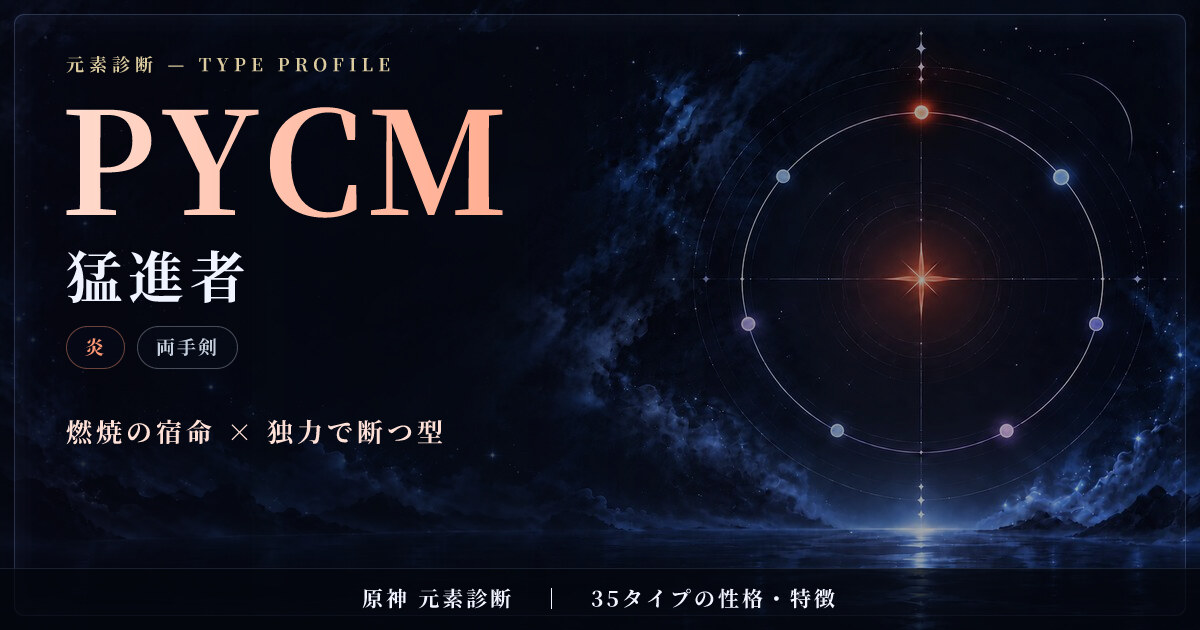 元素診断 — TYPE PROFILE
PYCM
猛進者
炎 両手剣
燃焼の宿命 × 独力で断つ型
原神 元素診断 | 35タイプの性格・特徴